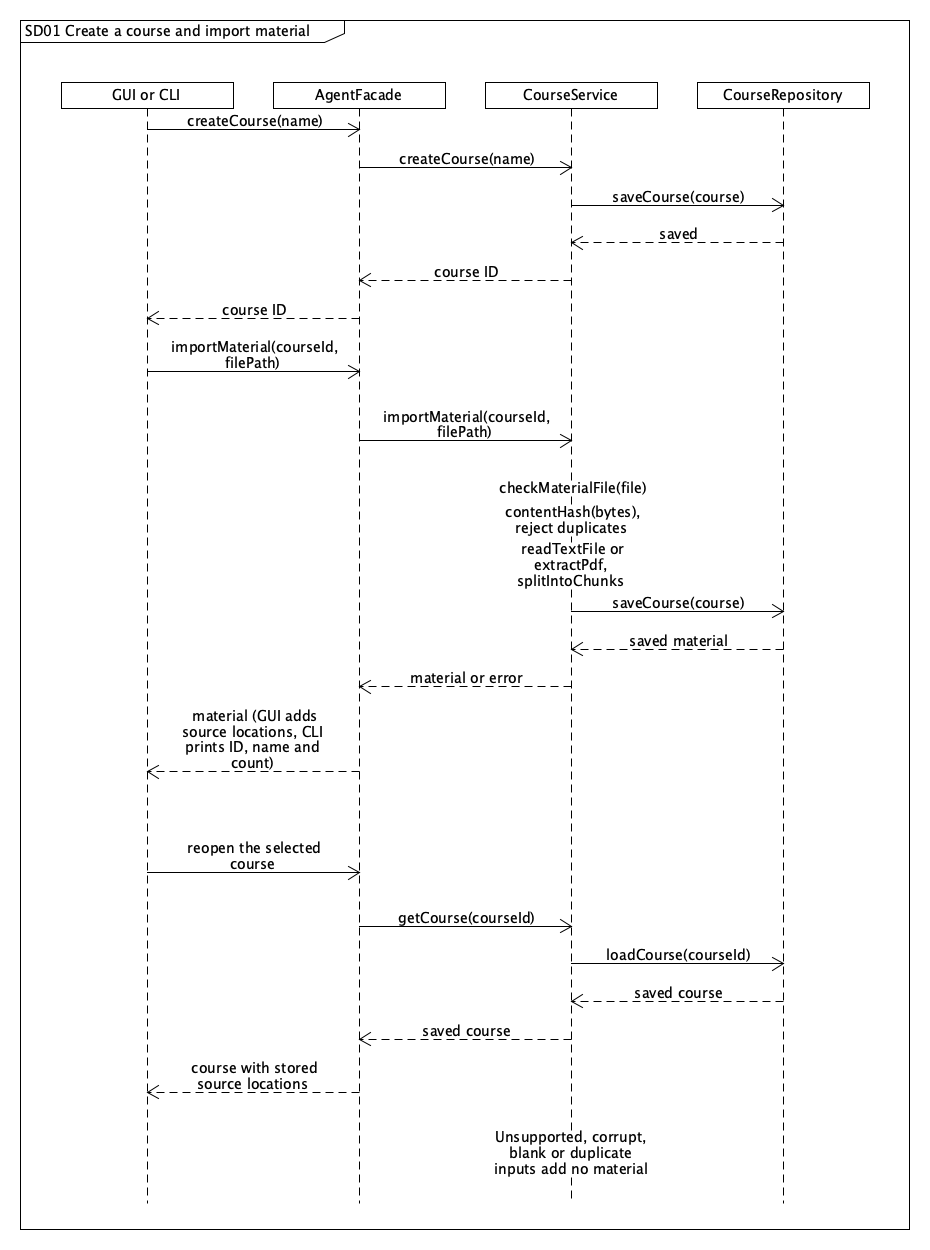 SD01 Create a course and import material
GUI or CLI
AgentFacade
CourseService
CourseRepository
createCourse(name)
createCourse(name)
saveCourse(course)
saved
course ID
course ID
importMaterial(courseId,
filePath)
importMaterial(courseId,
filePath)
checkMaterialFile(file)
contentHash(bytes),
reject duplicates
readTextFile or
extractPdf,
splitIntoChunks
saveCourse(course)
saved material
material or error
material (GUI adds
source locations, CLI
prints ID, name and
count)
reopen the selected
course
getCourse(courseId)
loadCourse(courseId)
saved course
saved course
course with stored
source locations
Unsupported, corrupt,
blank or duplicate
inputs add no material